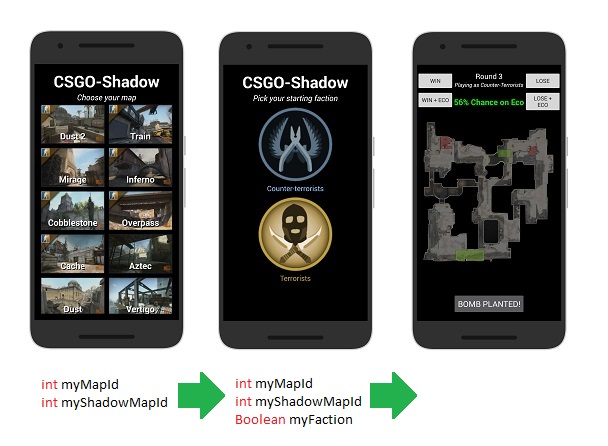 CSGO-Shadow
Choose your map
Dust 2 Train
Mirage Inferno
Cobblestone Overpass
Cache Aztec
Dust Vertigo
CSGO-Shadow
Pick your starting faction
Counter-terrorists
Terrorists
WIN
Round 3
Playing as Counter-Terrorists
LOSE
WIN + ECO
56% Chance on Eco
LOSE +
ECO
BOMB PLANTED!
int myMapId
int myShadowMapId
int myMapId
int myShadowMapId
Boolean myFaction